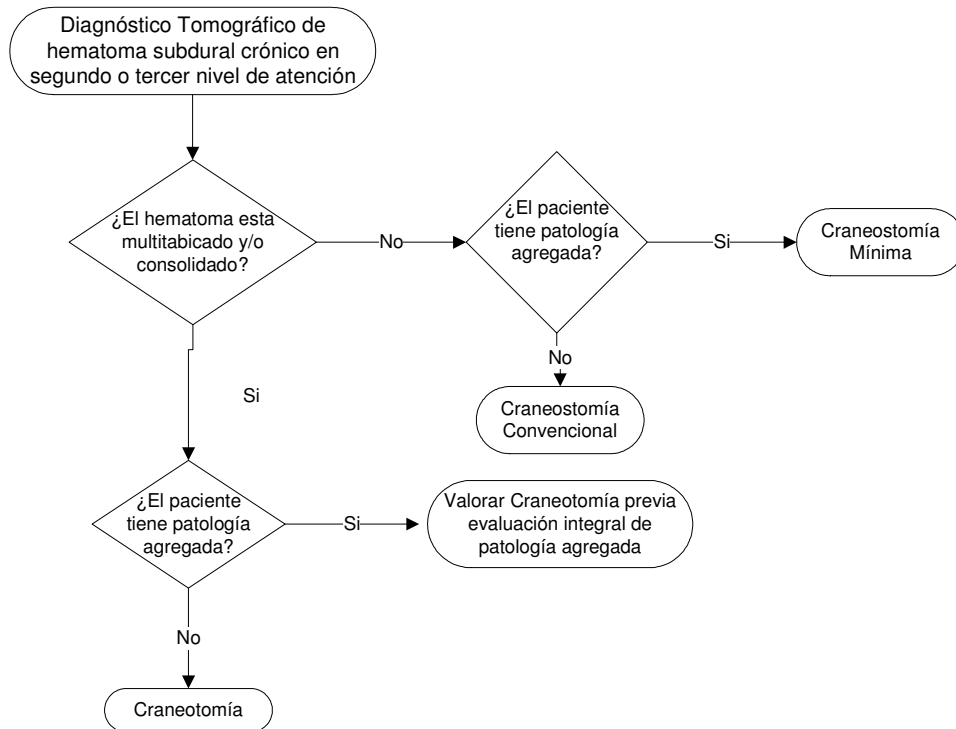 Diagnóstico Tomográfico de
hematoma subdural crónico en
segundo o tercer nivel de atención
¿El hematoma esta
multitabicado y/o
consolidado?
No
¿El paciente
tiene patología
agregada?
Si
Craneostomía
Mínima
No
Craneostomía
Convencional
Si
¿El paciente
tiene patología
agregada?
Si
Valorar Craneotomía previa
evaluación integral de
patología agregada
No
Craneotomía